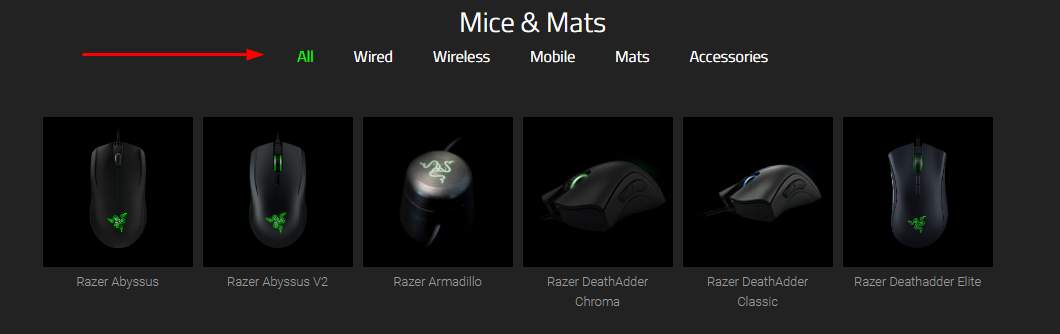 Mice & Mats
All Wired Wireless Mobile Mats Accessories
Razer Abyssus
Razer Abyssus V2
Razer Armadillo
Razer DeathAdder
Chroma
Razer DeathAdder
Classic
Razer Deathadder Elite